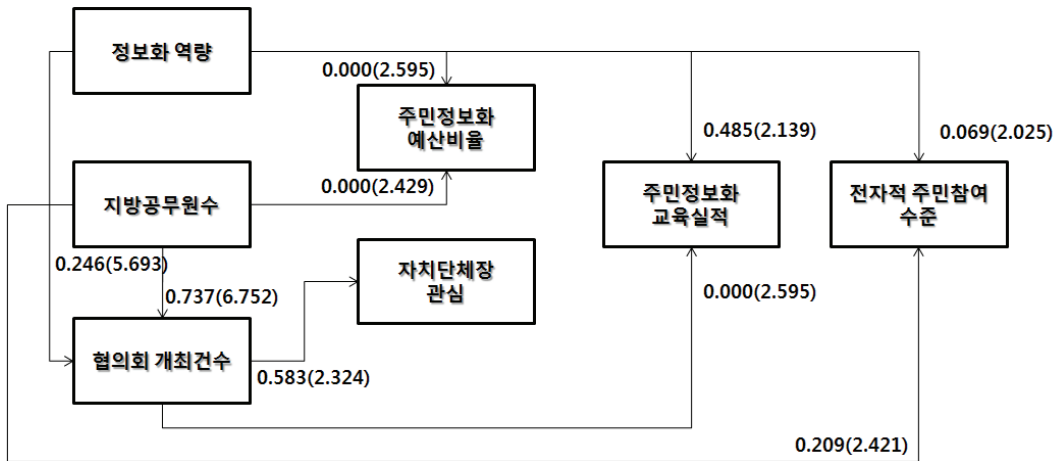 정보화 역량
0.000(2.595)
주민정보화
예산비율
0.485(2.139)
0.069(2.025)
지방공무원수
0.000(2.429)
주민정보화
교육실적
전자적 주민참여
수준
0.246(5.693)
자치단체장
관심
0.737(6.752)
0.000(2.595)
협의회 개최건수
0.583(2.324)
0.209(2.421)